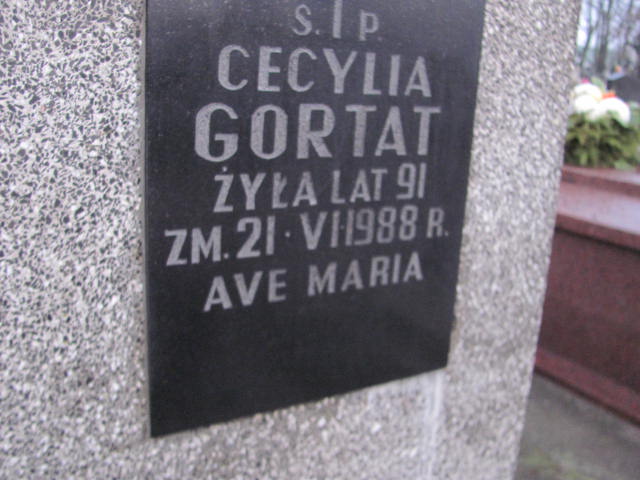 Ś. † P.
CECYLIA
GORTAT
ŻYŁA LAT 91
ZM. 21 · VI · 1988 R.
AVE MARIA